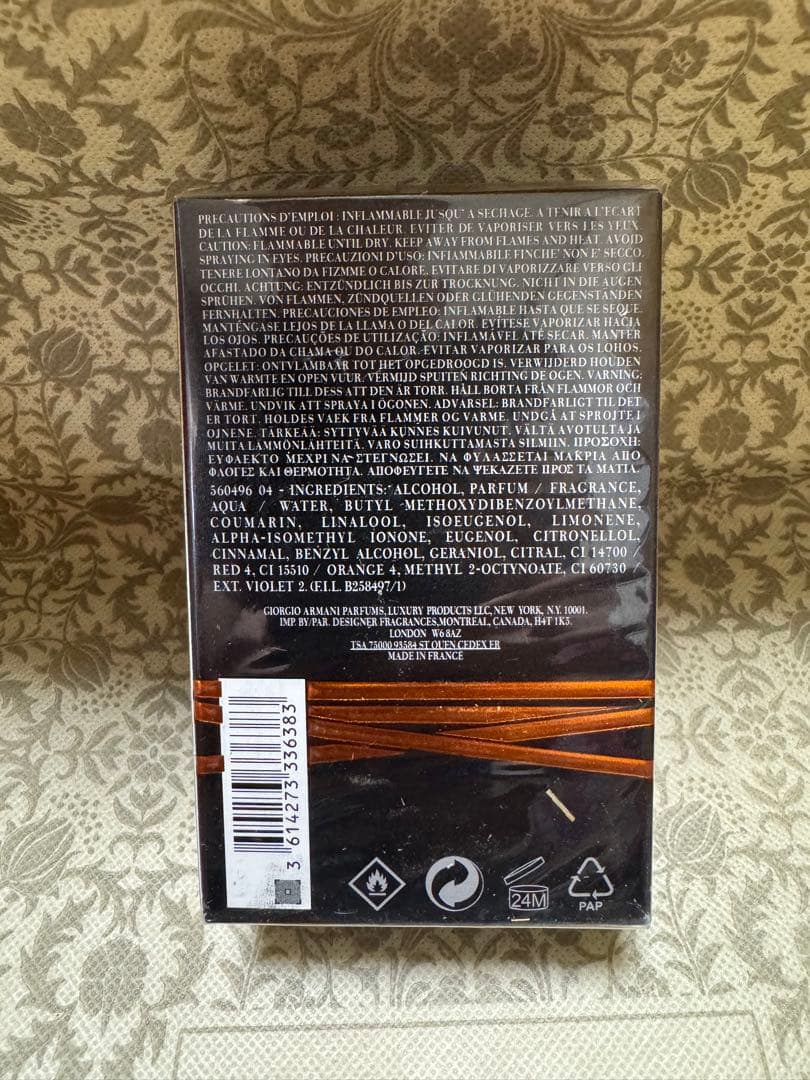 PRECAUTIONS D'EMPLOI : INFLAMMABLE JUSQU' A SECHAGE. A TENIR A L'ECART
DE LA FLAMME OU DE LA CHALEUR. EVITER DE VAPORISER VERS LES YEUX.
CAUTION: FLAMMABLE UNTIL DRY. KEEP AWAY FROM FLAMES AND HEAT. AVOID
SPRAYING IN EYES. PRECAUZIONI D'USO: INFIAMMABILE FINCHE' NON E' SECCO.
TENERE LONTANO DA FIZMME O CALORE. EVITARE DI VAPORIZZARE VERSO GLI
OCCHI. ACHTUNG: ENTZÜNDLICH BIS ZUR TROCKNUNG. NICHT IN DIE AUGEN
SPRÜHEN. VON FLAMMEN, ZÜNDQUELLEN ODER GLÜHENDEN GEGENSTANDEN
FERNHALTEN. PRECAUCIONES DE EMPLEO: INFLAMABLE HASTA QUE SE SEQUE.
MANTÉNGASE LEJOS DE LA LLAMA O DEL CALOR. EVÍTESE VAPORIZAR HACIA
LOS OJOS. PRECAUÇÕES DE UTILIZAÇÃO: INFLAMÁVEL ATÉ SECAR. MANTER
AFASTADO DA CHAMA OU DO CALOR. EVITAR VAPORIZAR PARA OS LOHOS.
OPGELET: ONTVLAMBAAR TOT HET OPGEDROOGD IS. VERWIJDERD HOUDEN
VAN WARMTE EN OPEN VUUR. VERMIJD SPUITEN RICHTING DE OGEN. VARNING:
BRANDFARLIG TILL DESS ATT DEN ÄR TORR. HÅLL BORTA FRÅN FLAMMOR OCH
VÄRME. UNDVIK ATT SPRAYA I ÖGONEN. ADVARSEL: BRANDFARLIGT TIL DET
ER TORT. HOLDES VAEK FRA FLAMMER OG VARME. UNDGÅ AT SPROJTE I
OJNENE. TÄRKEÄÄ: SYTTYVÄÄ KUNNES KUIVUNUT. VÄLTÄ AVOTULTA JA
MUITA LÄMMÖNLÄHTEITÄ. VARO SUIHKUTTAMASTA SILMIIN. ΠΡΟΣΟΧΗ:
ΕΥΦΛΕΚΤΟ ΜΕΧΡΙ ΝΑ ΣΤΕΓΝΩΣΕΙ. ΝΑ ΦΥΛΑΣΣΕΤΑΙ ΜΑΚΡΙΑ ΑΠΟ
ΦΛΟΓΕΣ ΚΑΙ ΘΕΡΜΟΤΗΤΑ. ΑΠΟΦΕΥΓΕΤΕ ΝΑ ΨΕΚΑΖΕΤΕ ΠΡΟΣ ΤΑ ΜΑΤΙΑ.
560496 04 - INGREDIENTS: ALCOHOL, PARFUM / FRAGRANCE,
AQUA / WATER, BUTYL METHOXYDIBENZOYLMETHANE,
COUMARIN, LINALOOL, ISOEUGENOL, LIMONENE,
ALPHA-ISOMETHYL IONONE, EUGENOL, CITRONELLOL,
CINNAMAL, BENZYL ALCOHOL, GERANIOL, CITRAL, CI 14700 /
RED 4, CI 15510 / ORANGE 4, METHYL 2-OCTYNOATE, CI 60730 /
EXT. VIOLET 2. (F.I.L. B258497/1)
GIORGIO ARMANI PARFUMS, LUXURY PRODUCTS LLC, NEW YORK, N.Y. 10001.
IMP. BY/PAR. DESIGNER FRAGRANCES,MONTREAL, CANADA, H4T 1K5.
LONDON W6 8AZ
TSA 75000 93584 ST OUEN CEDEX ER
MADE IN FRANCE
3 614273 336383
24M
PAP